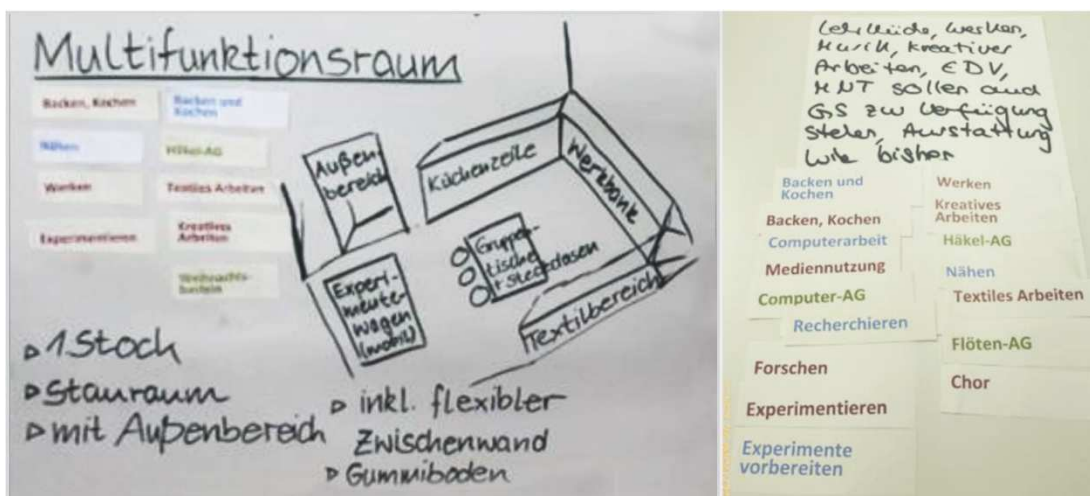 Multifunktionsraum
Backen, Kochen
Backen und
Kochen
Nähen
Häkel-AG
Werken
Textiles Arbeiten
Experimentieren
Kreatives
Arbeiten
Weihnachts-
basteln
Außen
bereich
Küchenzeile
Werkbank
Gruppen-
tische
+ Steckdosen
Experi-
mente-
wagen
(mobil)
Textilbereich
▷ 1 Stock
▷ Stauraum
▷ mit Außenbereich
▷ inkl. flexibler
Zwischenwand
▷ Gummiboden
Lehrküche, Werken,
Musik, kreatives
Arbeiten, EDV,
MNT sollen auch
GS zur Verfügung
stehen, Ausstattung
wie bisher
Backen und
Kochen
Werken
Backen, Kochen
Kreatives
Arbeiten
Computerarbeit
Häkel-AG
Mediennutzung
Nähen
Computer-AG
Textiles Arbeiten
Recherchieren
Flöten-AG
Forschen
Chor
Experimentieren
Experimente
vorbereiten